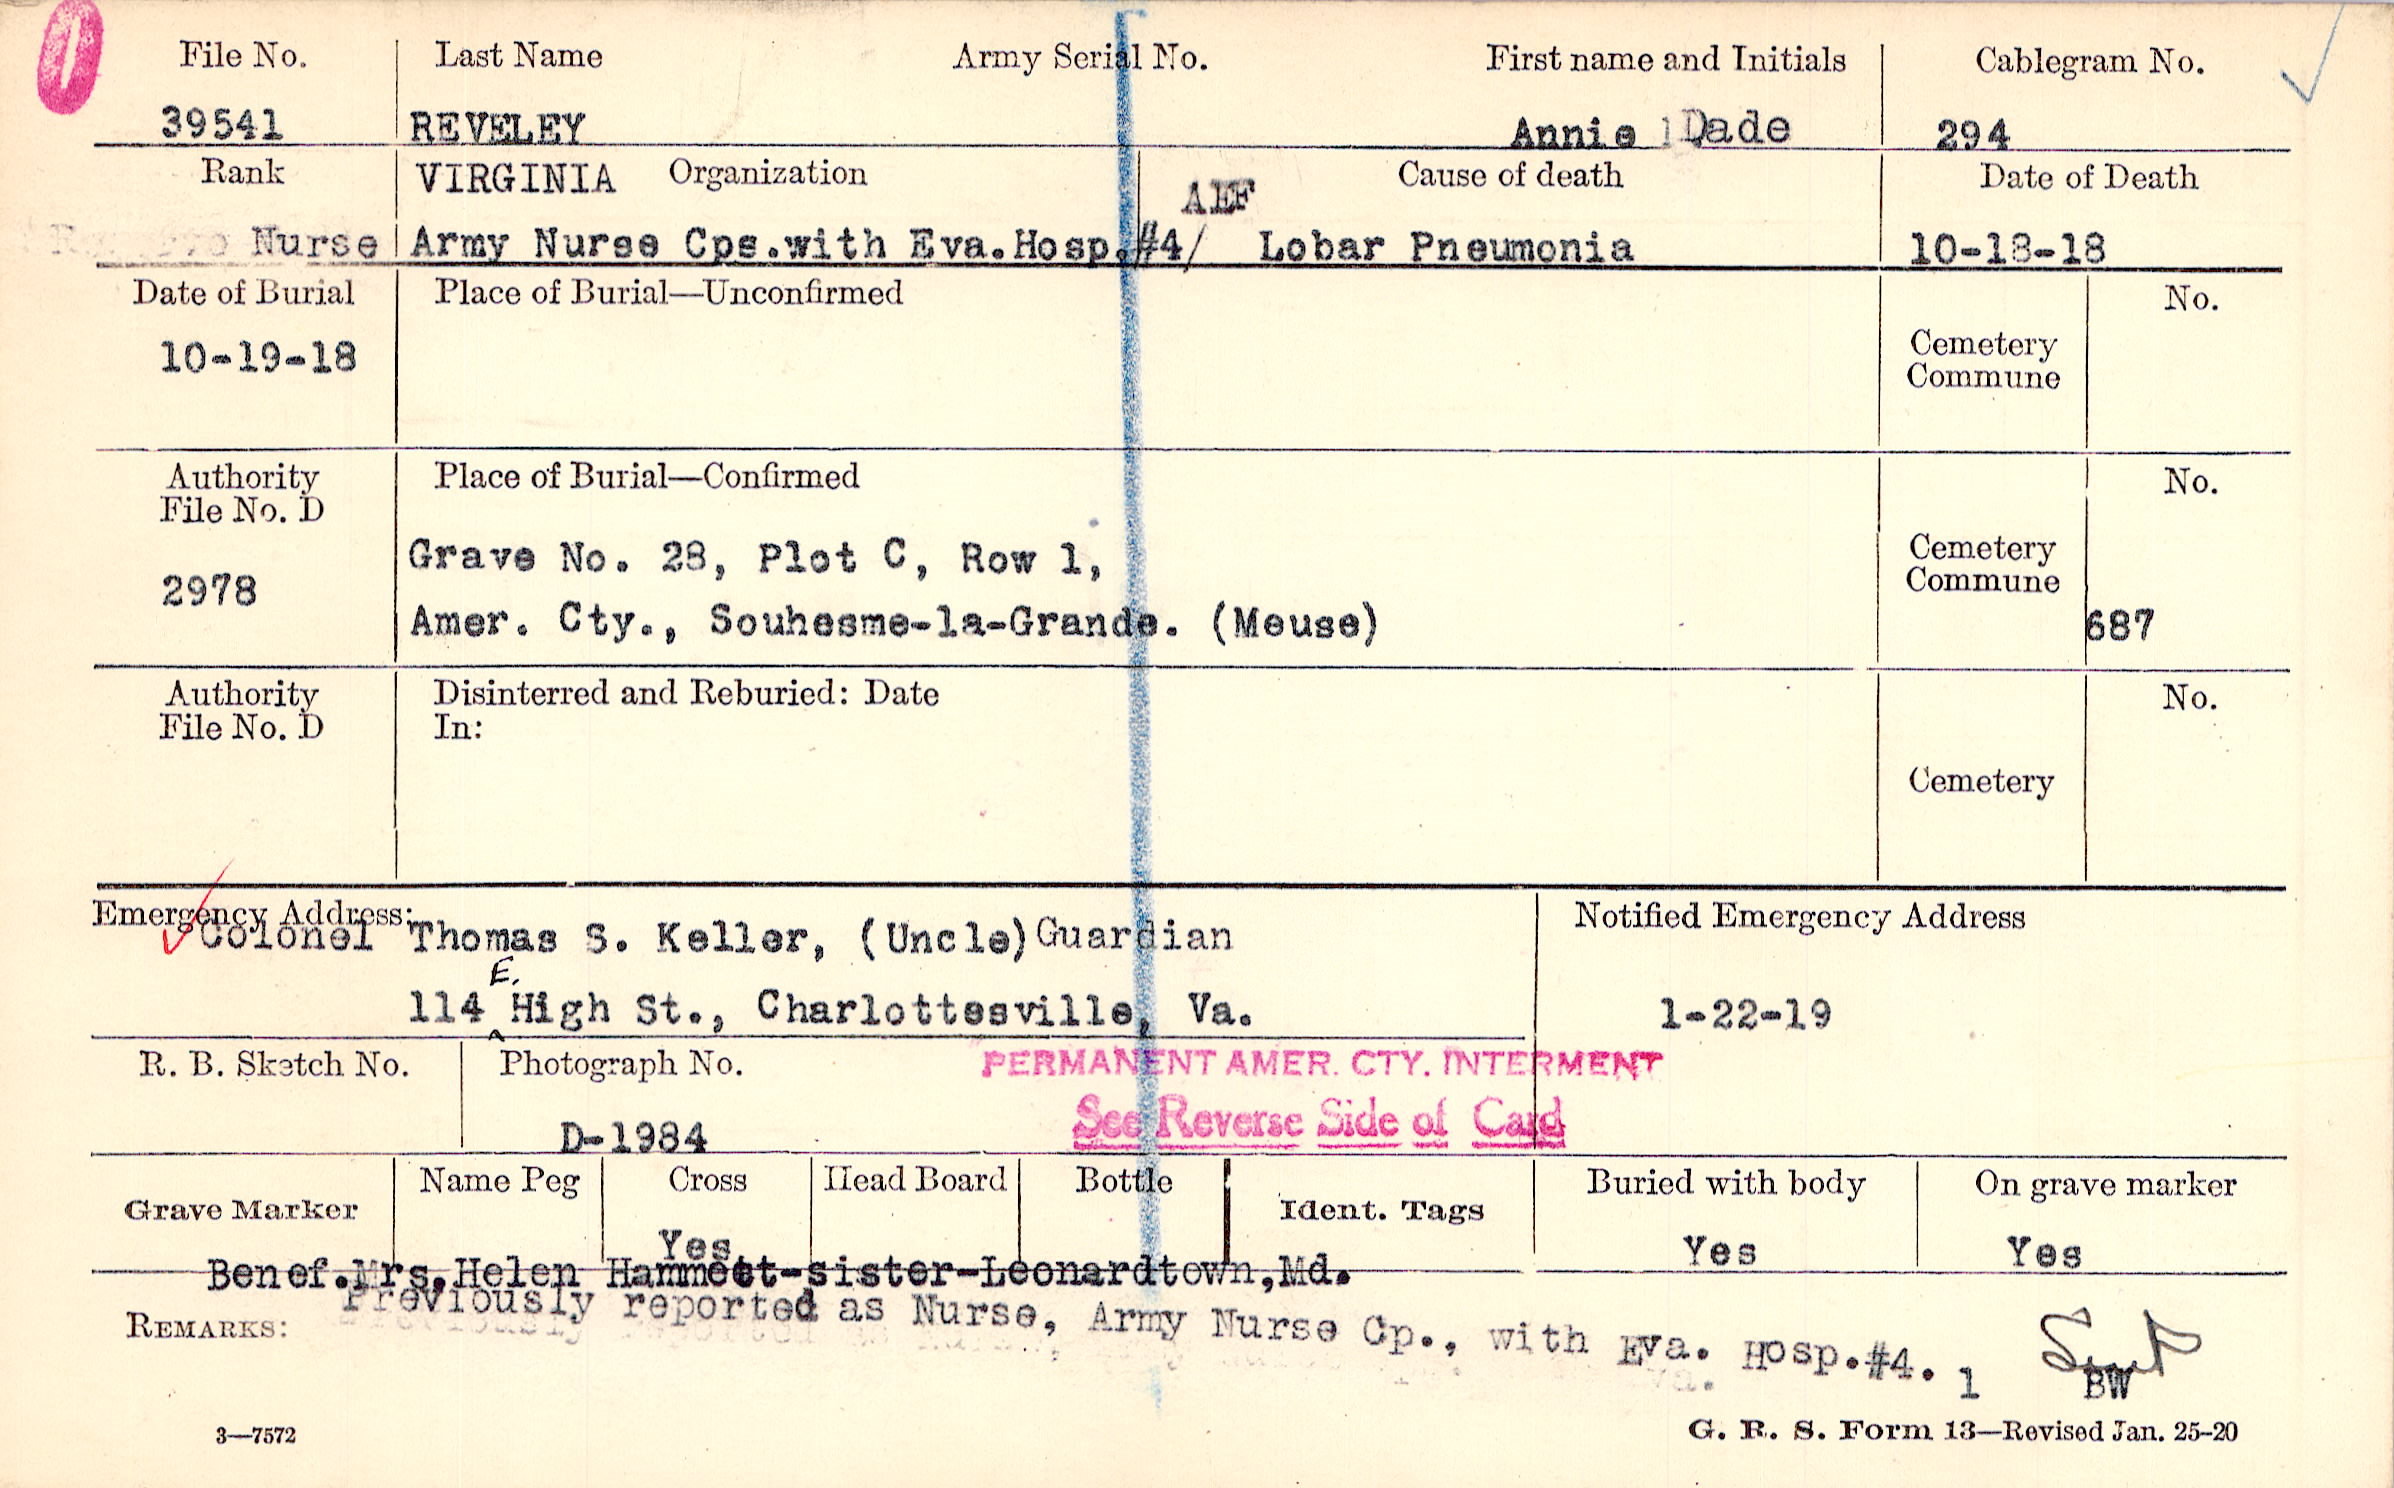 File No. Last Name Army Serial No. First name and Initials Cablegram No.
39541 REVELEY Annie Dade 294
Rank VIRGINIA Organization Cause of death Date of Death
AEF
Nurse Army Nurse Cps.with Eva.Hosp.#4/ Lobar Pneumonia 10-18-18
Date of Burial Place of Burial—Unconfirmed No.
10-19-18 Cemetery
Commune
Authority Place of Burial—Confirmed No.
File No. D
Grave No. 28, Plot C, Row 1, Cemetery
2978 Commune
Amer. Cty., Souhesme-la-Grande. (Meuse) 687
Authority Disinterred and Reburied: Date No.
File No. D In:
Cemetery
Emergency Address: Notified Emergency Address
Colonel Thomas S. Keller, (Uncle) Guardian
E.
114 High St., Charlottesville, Va. 1-22-19
R. B. Sketch No. Photograph No. PERMANENT AMER. CTY. INTERMENT
D-1984 See Reverse Side of Card
Name Peg Cross Head Board Bottle Buried with body On grave marker
Grave Marker Ident. Tags
Yes Yes Yes
Benef.Mrs.Helen Hammett-sister-Leonardtown,Md.
REMARKS: Previously reported as Nurse, Army Nurse Cp., with Eva. Hosp.#4. 1 BW
3—7572 G. R. S. Form 13—Revised Jan. 25-20